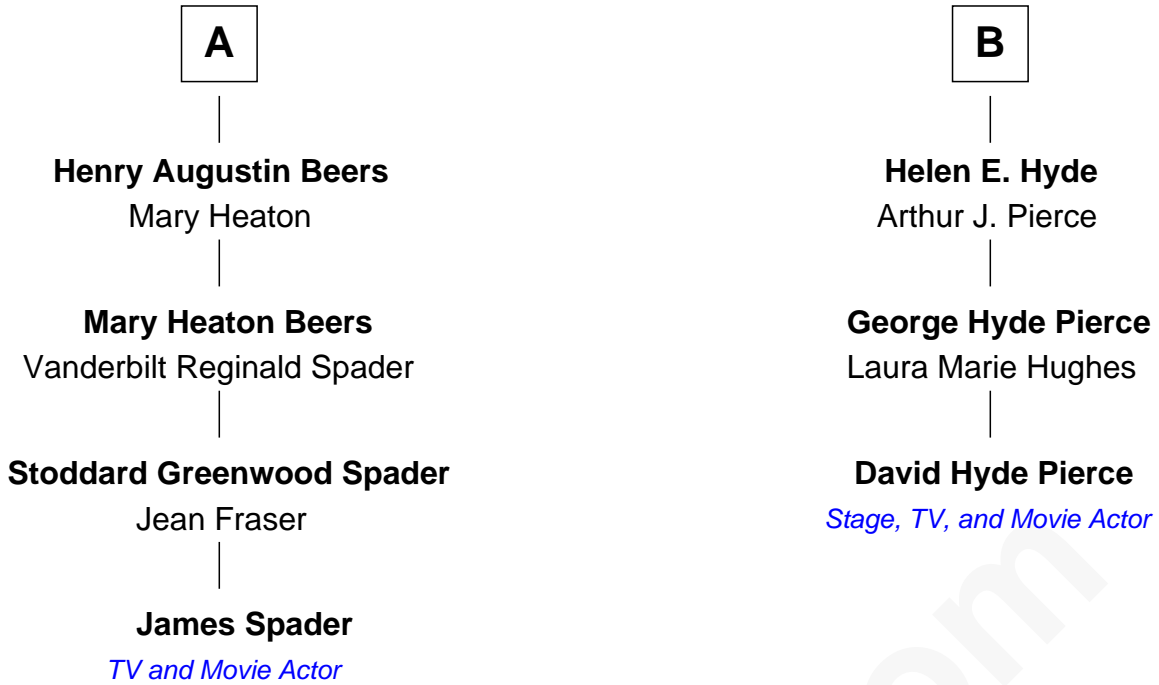 A
Henry Augustin Beers
Mary Heaton
Mary Heaton Beers
Vanderbilt Reginald Spader
Stoddard Greenwood Spader
Jean Fraser
James Spader
TV and Movie Actor
B
Helen E. Hyde
Arthur J. Pierce
George Hyde Pierce
Laura Marie Hughes
David Hyde Pierce
Stage, TV, and Movie Actor
om